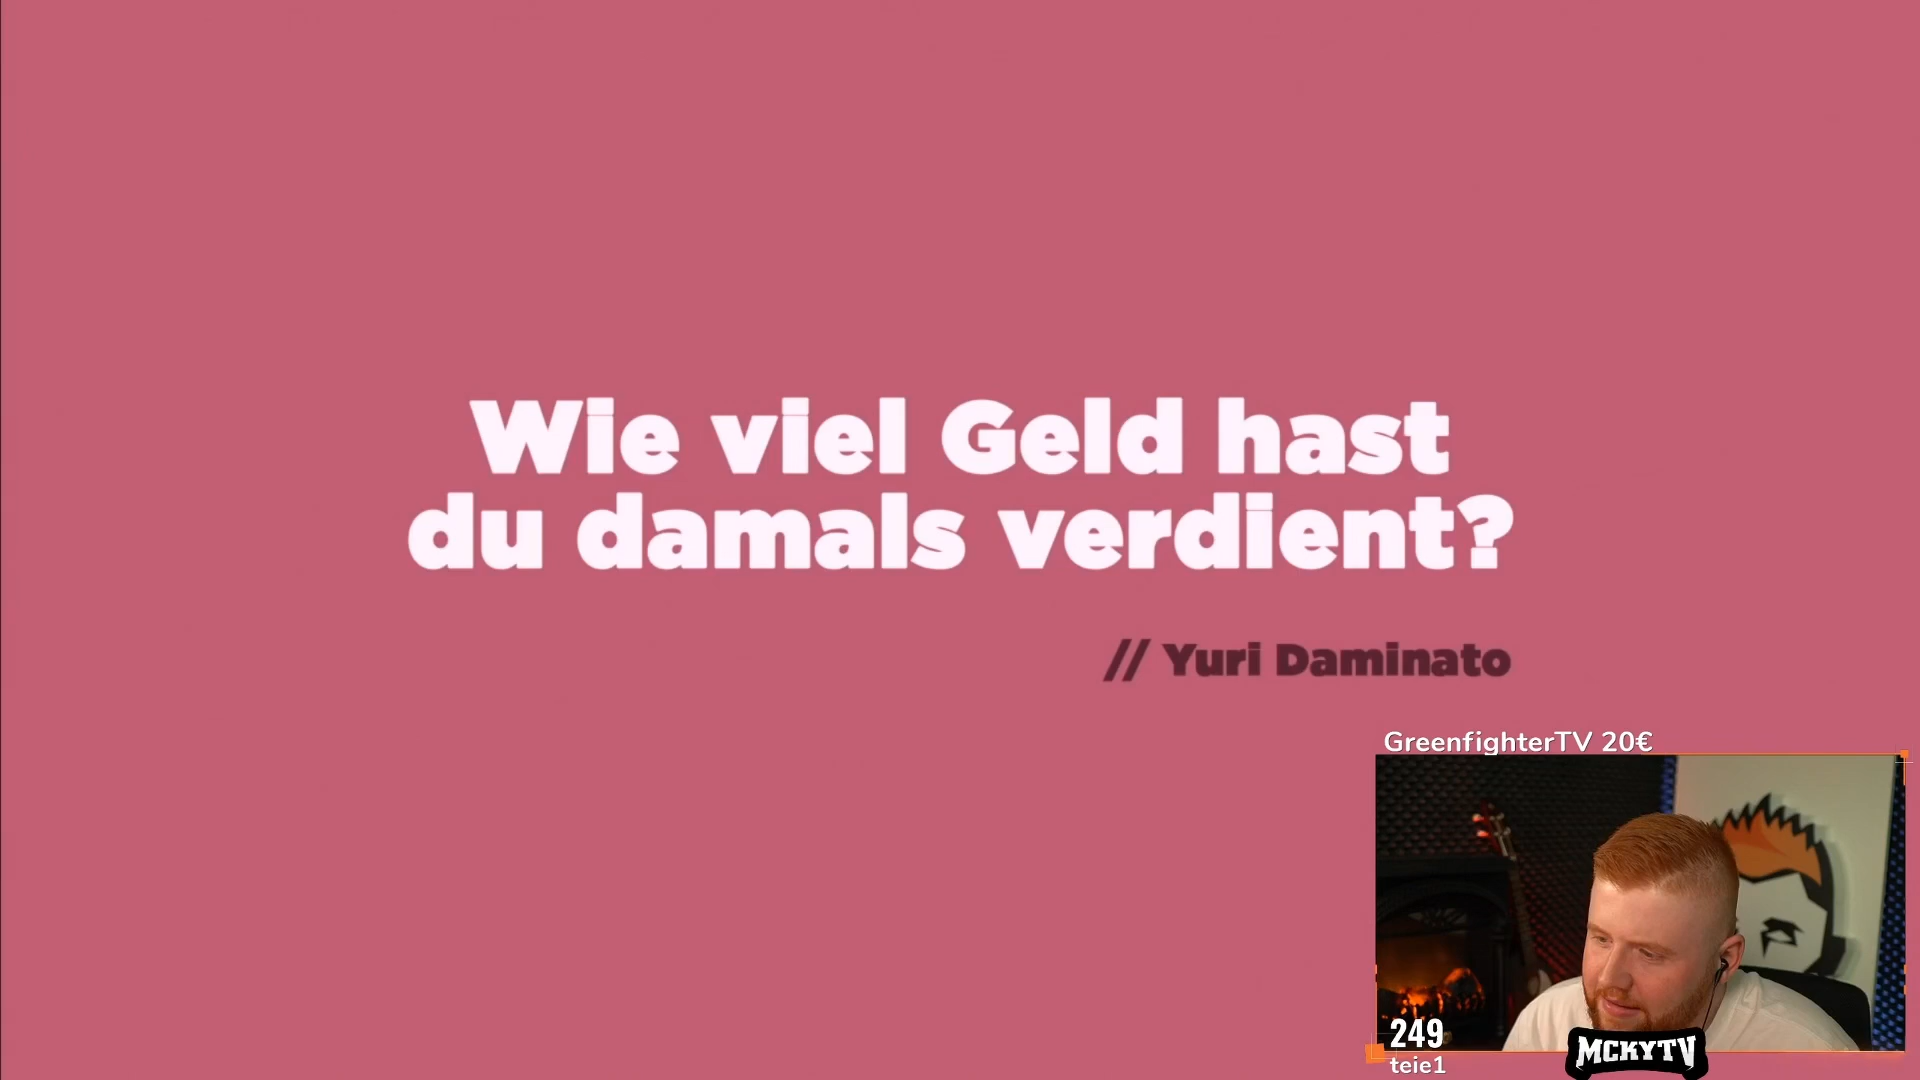 Wie viel Geld hast
du damals verdient?
// Yuri Daminato
GreenfighterTV 20€
249
teie1
MCKYTV